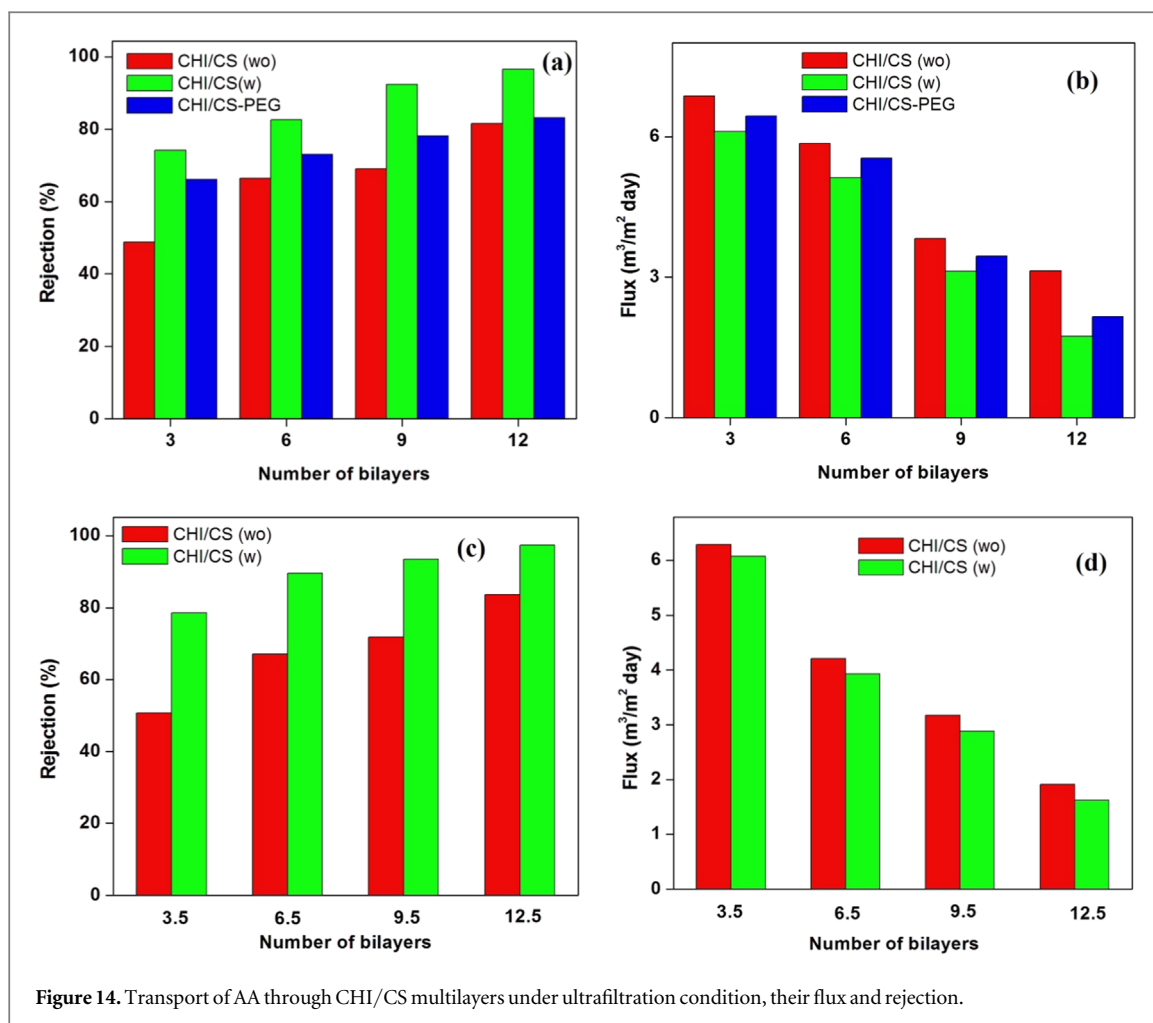 (a)
CHI/CS (wo)
CHI/CS(w)
CHI/CS-PEG
Rejection (%)
100
80
60
40
20
0
3 6 9 12
Number of bilayers
(b)
CHI/CS (wo)
CHI/CS (w)
CHI/CS-PEG
Flux (m³/m² day)
6
3
0
3 6 9 12
Number of bilayers
(c)
CHI/CS (wo)
CHI/CS (w)
Rejection (%)
100
80
60
40
20
0
3.5 6.5 9.5 12.5
Number of bilayers
(d)
CHI/CS (wo)
CHI/CS (w)
Flux (m³/m² day)
6
5
4
3
2
1
0
3.5 6.5 9.5 12.5
Number of bilayers
Figure 14. Transport of AA through CHI/CS multilayers under ultrafiltration condition, their flux and rejection.